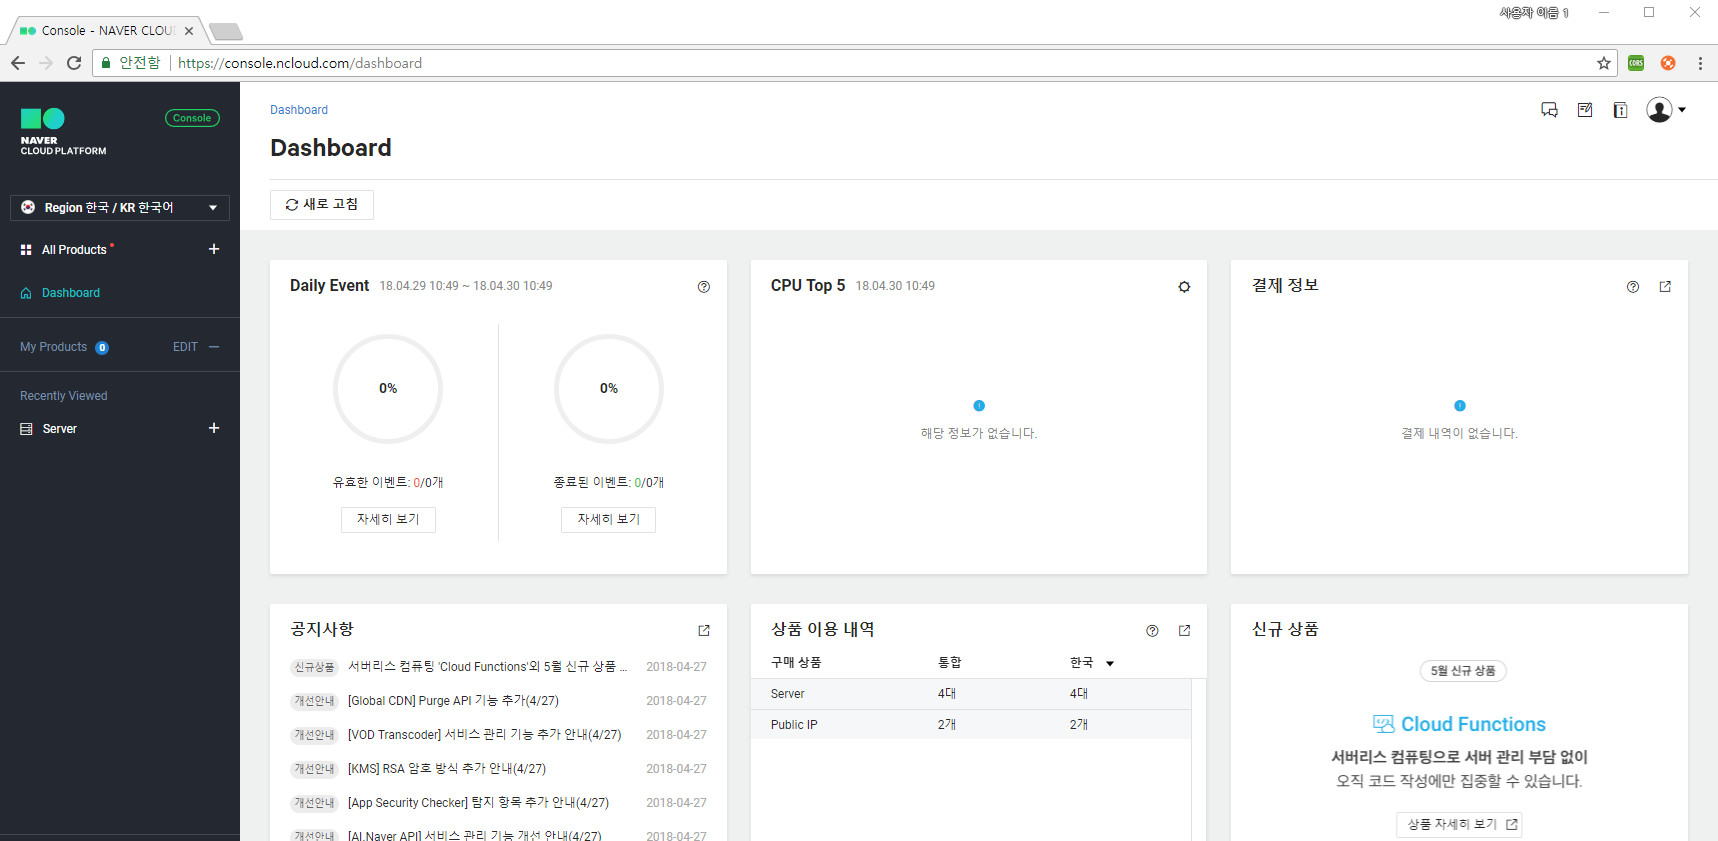 사용자 이름 1
Console - NAVER CLOU
안전함 https://console.ncloud.com/dashboard
CORS
NAVER
CLOUD PLATFORM
Console
Region 한국 / KR 한국어
All Products
Dashboard
My Products 0 EDIT
Recently Viewed
Server
Dashboard
Dashboard
새로 고침
Daily Event 18.04.29 10:49 ~ 18.04.30 10:49
0%
0%
유효한 이벤트: 0/0개
종료된 이벤트: 0/0개
자세히 보기
자세히 보기
CPU Top 5 18.04.30 10:49
해당 정보가 없습니다.
결제 정보
결제 내역이 없습니다.
공지사항
신규상품 서버리스 컴퓨팅 'Cloud Functions'외 5월 신규 상품 ... 2018-04-27
개선안내 [Global CDN] Purge API 기능 추가(4/27) 2018-04-27
개선안내 [VOD Transcoder] 서비스 관리 기능 추가 안내(4/27) 2018-04-27
개선안내 [KMS] RSA 암호 방식 추가 안내(4/27) 2018-04-27
개선안내 [App Security Checker] 탐지 항목 추가 안내(4/27) 2018-04-27
개선안내 [AI.Naver API] 서비스 관리 기능 개선 안내(4/27) 2018-04-27
상품 이용 내역
구매 상품 통합 한국
Server 4대 4대
Public IP 2개 2개
신규 상품
5월 신규 상품
Cloud Functions
서버리스 컴퓨팅으로 서버 관리 부담 없이
오직 코드 작성에만 집중할 수 있습니다.
상품 자세히 보기